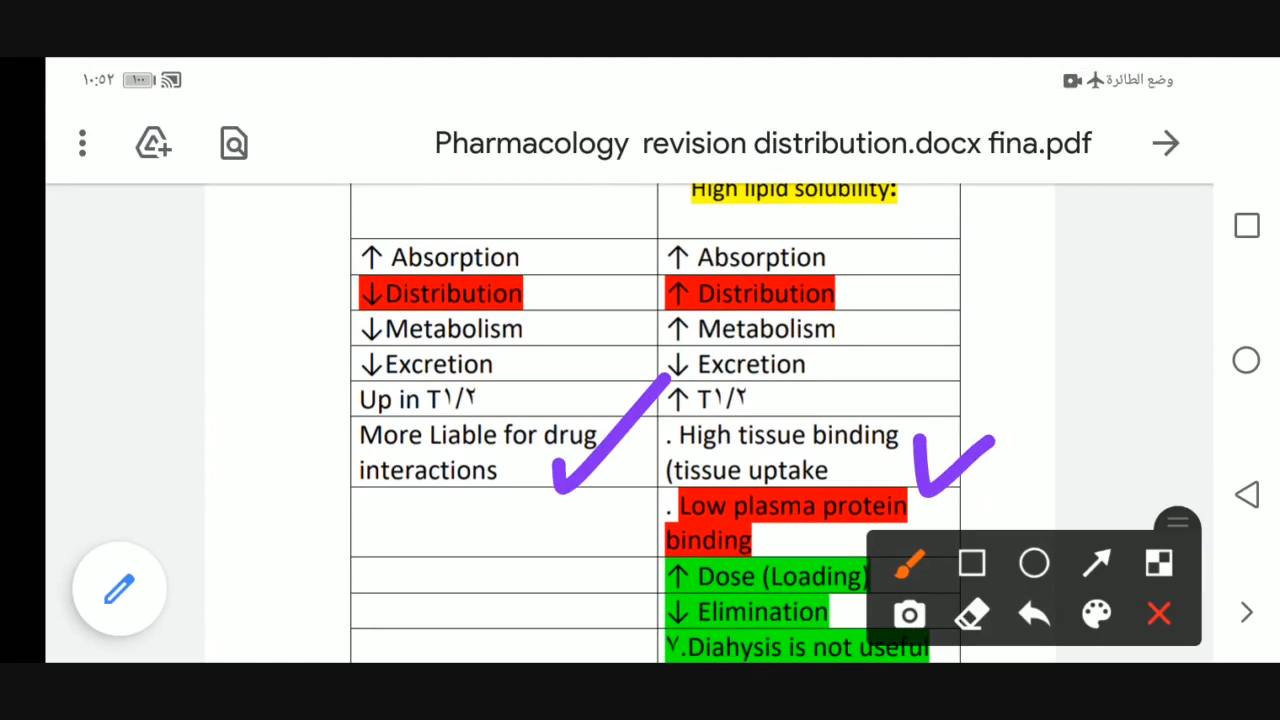 ١٠:٥٢ ١٠٠ وضع الطائرة
Pharmacology revision distribution.docx fina.pdf
High lipid solubility:
↑ Absorption ↑ Absorption
↓Distribution ↑ Distribution
↓Metabolism ↑ Metabolism
↓Excretion ↓ Excretion
Up in T١/٢ ↑ T١/٢
More Liable for drug . High tissue binding
interactions (tissue uptake
. Low plasma protein
binding
↑ Dose (Loading)
↓ Elimination
٧.Diahysis is not useful